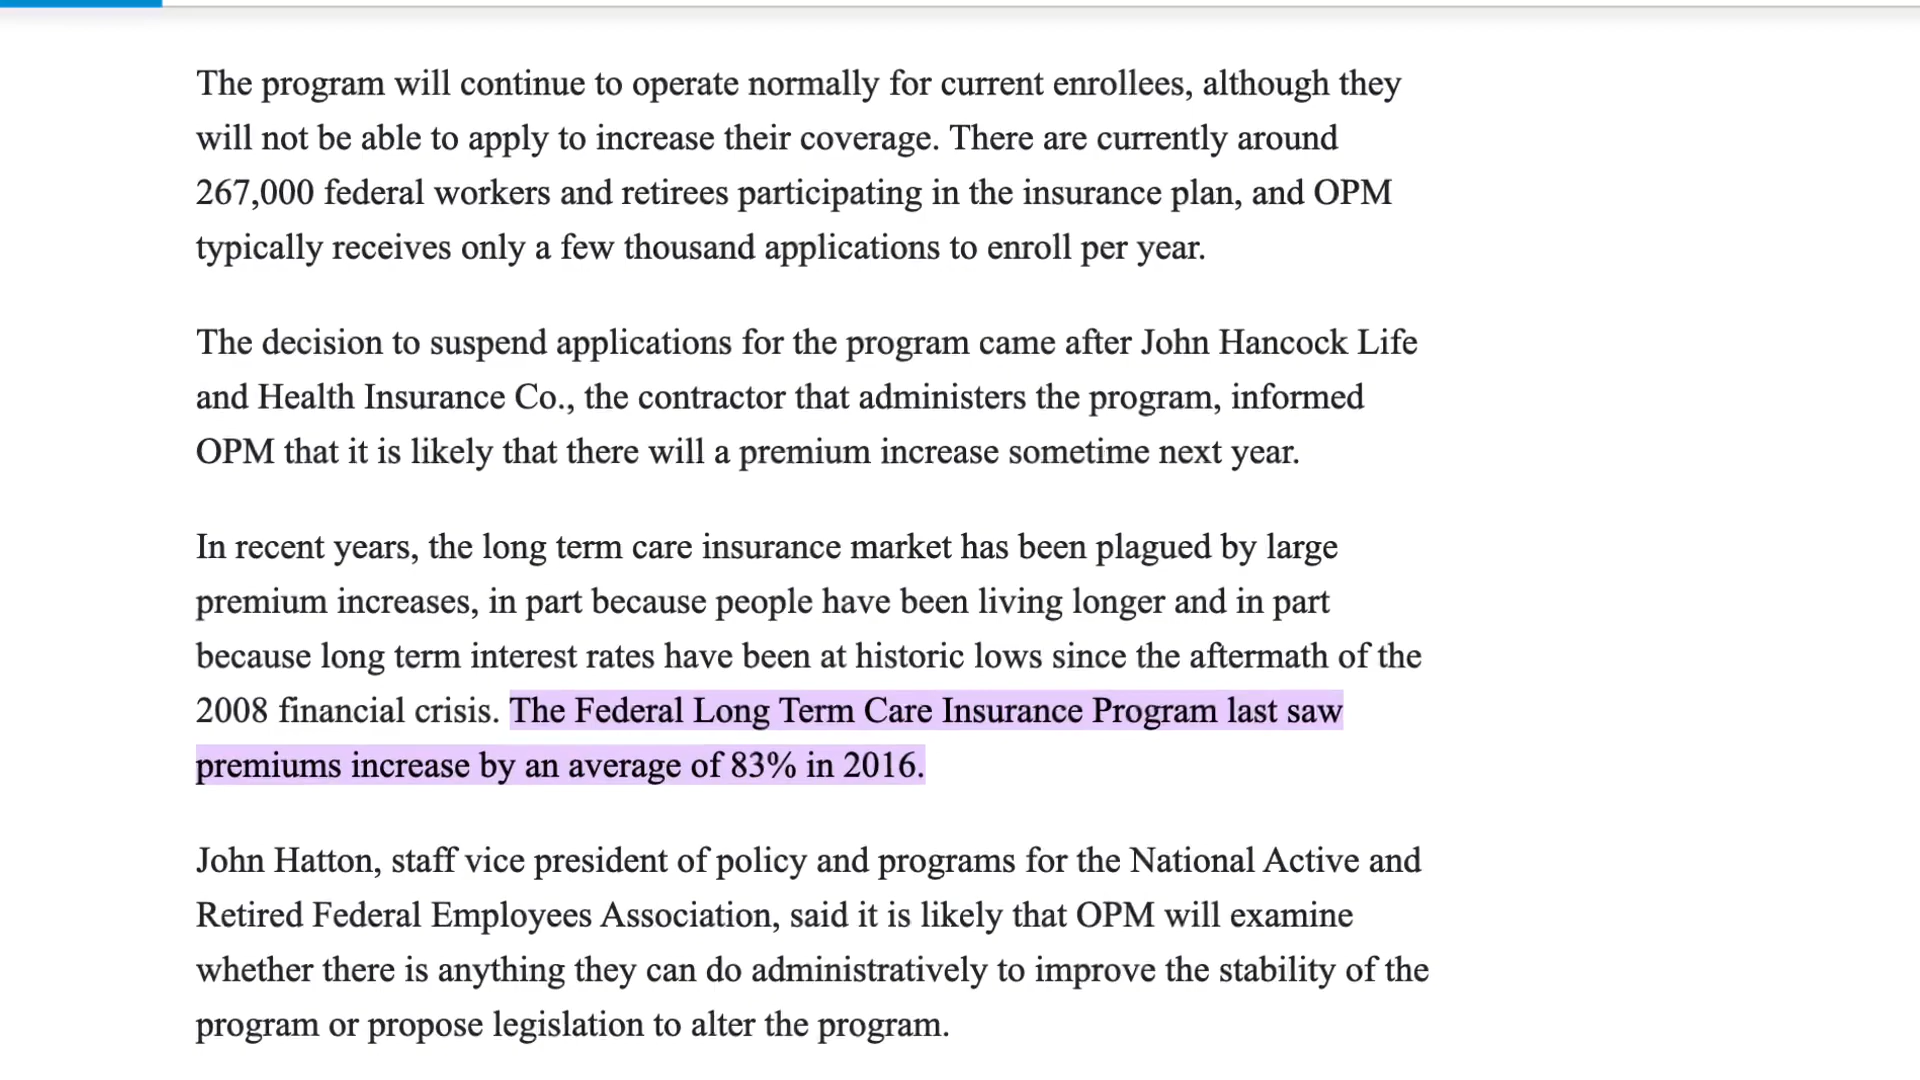 The program will continue to operate normally for current enrollees, although they
will not be able to apply to increase their coverage. There are currently around
267,000 federal workers and retirees participating in the insurance plan, and OPM
typically receives only a few thousand applications to enroll per year.
The decision to suspend applications for the program came after John Hancock Life
and Health Insurance Co., the contractor that administers the program, informed
OPM that it is likely that there will a premium increase sometime next year.
In recent years, the long term care insurance market has been plagued by large
premium increases, in part because people have been living longer and in part
because long term interest rates have been at historic lows since the aftermath of the
2008 financial crisis. The Federal Long Term Care Insurance Program last saw
premiums increase by an average of 83% in 2016.
John Hatton, staff vice president of policy and programs for the National Active and
Retired Federal Employees Association, said it is likely that OPM will examine
whether there is anything they can do administratively to improve the stability of the
program or propose legislation to alter the program.